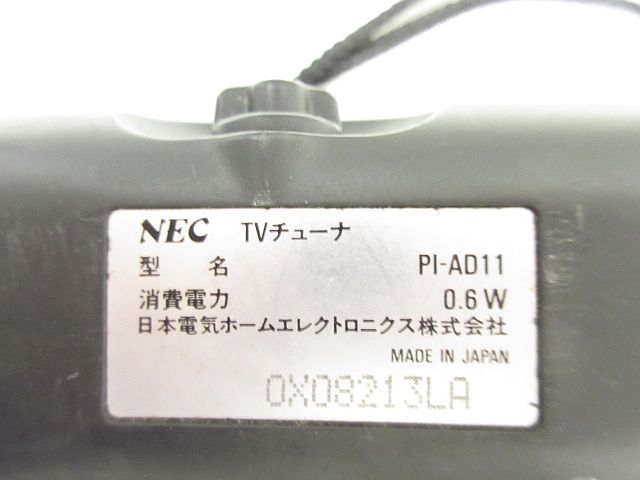 NEC TVチューナ
型 名 PI-AD11
消費電力 0.6W
日本電気ホームエレクトロニクス株式会社
MADE IN JAPAN
0X08213LA